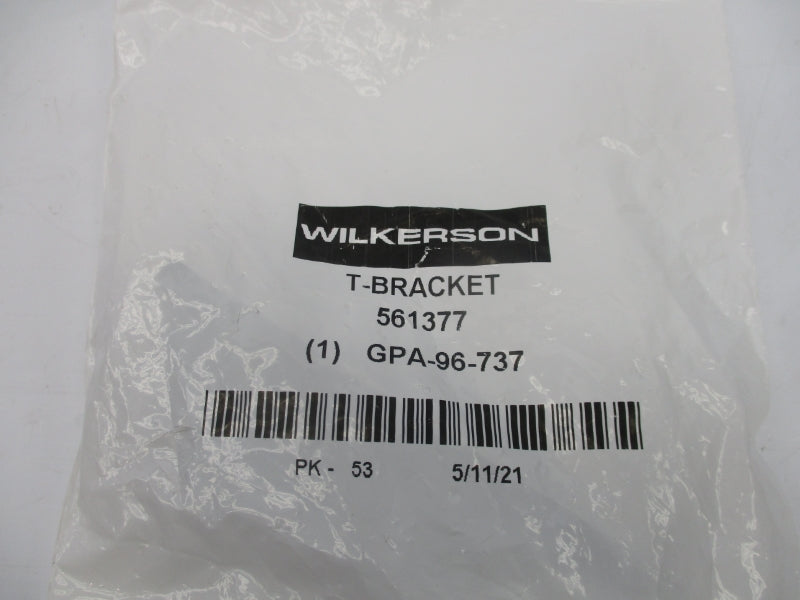 WILKERSON
T-BRACKET
561377
(1) GPA-96-737
PK - 53 5/11/21